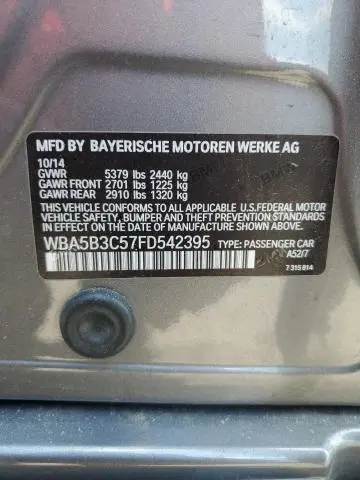 MFD BY BAYERISCHE MOTOREN WERKE AG
10/14
GVWR 5379 lbs 2440 kg
GAWR FRONT 2701 lbs 1225 kg
GAWR REAR 2910 lbs 1320 kg
THIS VEHICLE CONFORMS TO ALL APPLICABLE U.S.FEDERAL MOTOR
VEHICLE SAFETY, BUMPER AND THEFT PREVENTION STANDARDS
IN EFFECT ON THE DATE OF MANUFACTURE SHOWN ABOVE.
WBA5B3C57FD542395 TYPE: PASSENGER CAR
A52/7
7 315 814